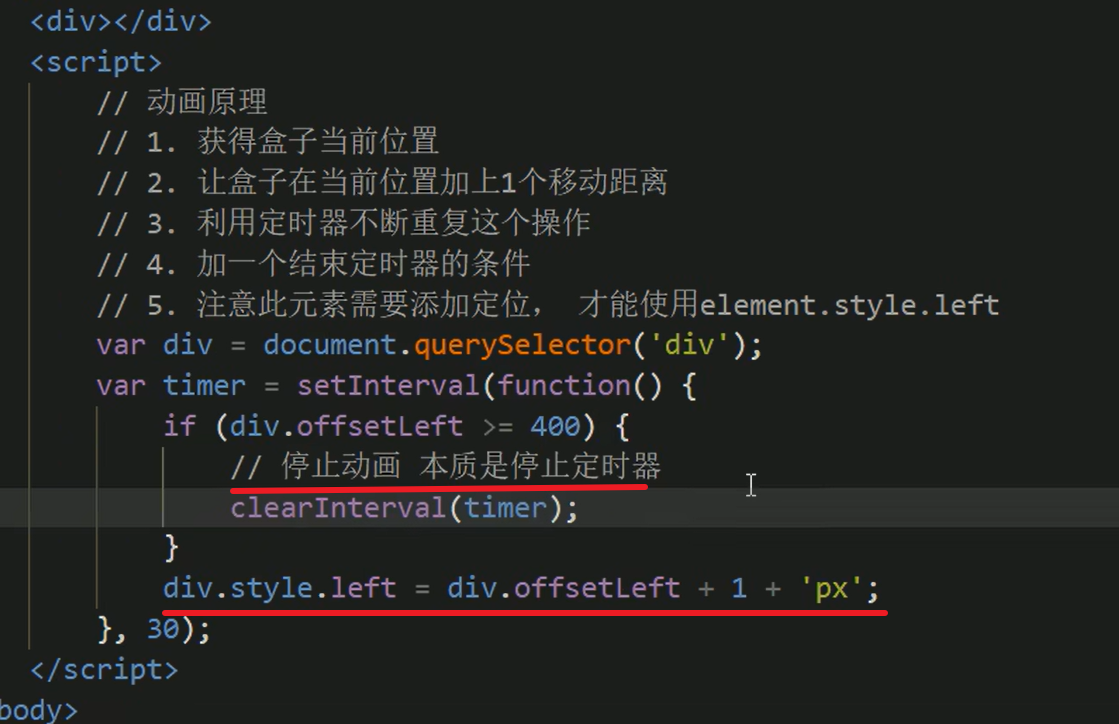 <div></div>
<script>
// 动画原理
// 1. 获得盒子当前位置
// 2. 让盒子在当前位置加上1个移动距离
// 3. 利用定时器不断重复这个操作
// 4. 加一个结束定时器的条件
// 5. 注意此元素需要添加定位， 才能使用element.style.left
var div = document.querySelector('div');
var timer = setInterval(function() {
if (div.offsetLeft >= 400) {
// 停止动画 本质是停止定时器
clearInterval(timer);
}
div.style.left = div.offsetLeft + 1 + 'px';
}, 30);
</script>
body>